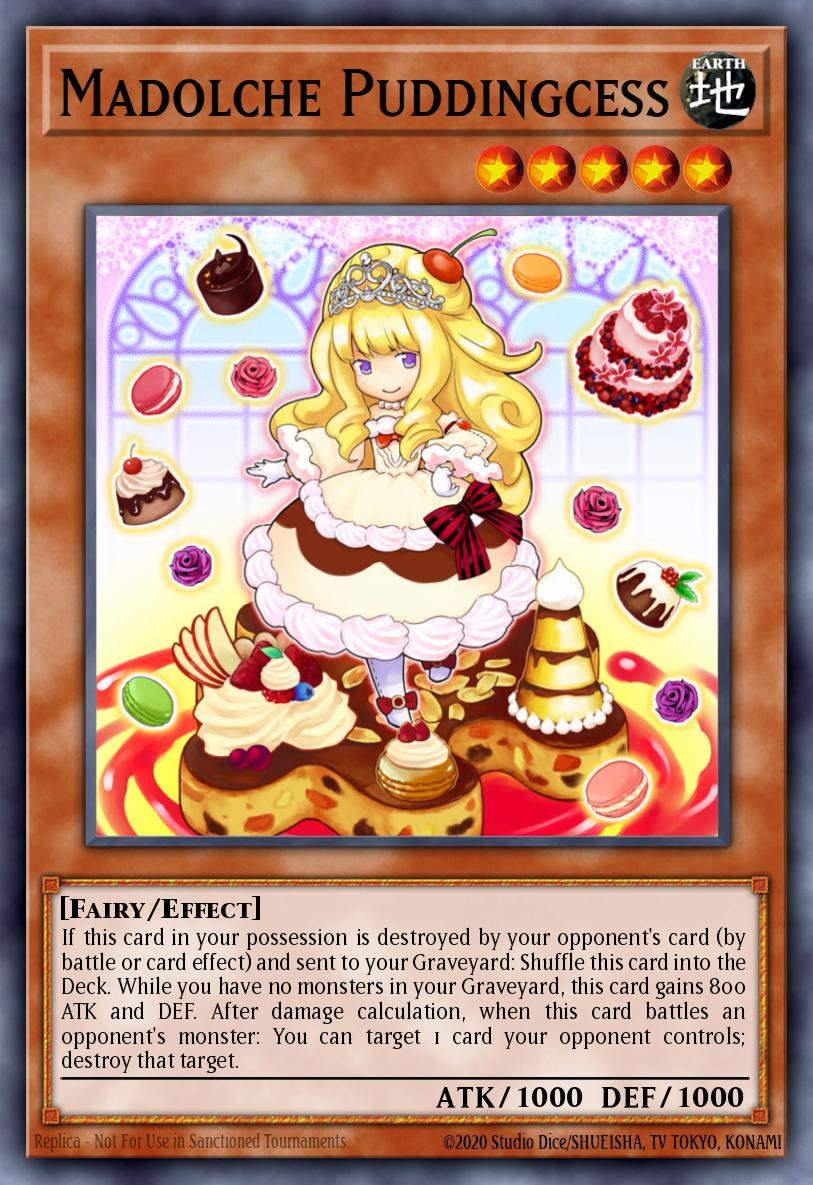 Madolche Puddingcess
EARTH
地
[Fairy/Effect]
If this card in your possession is destroyed by your opponent's card (by
battle or card effect) and sent to your Graveyard: Shuffle this card into the
Deck. While you have no monsters in your Graveyard, this card gains 800
ATK and DEF. After damage calculation, when this card battles an
opponent's monster: You can target 1 card your opponent controls;
destroy that target.
ATK/1000 DEF/1000
Replica - Not For Use in Sanctioned Tournaments.
©2020 Studio Dice/SHUEISHA, TV TOKYO, KONAMI